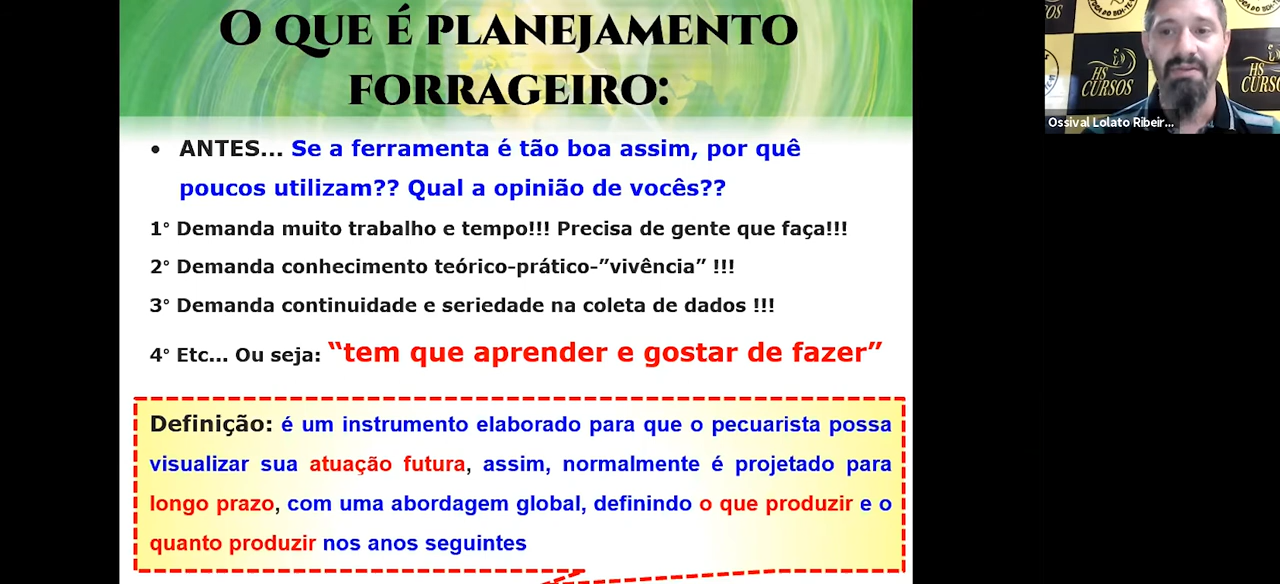 O QUE É PLANEJAMENTO
FORRAGEIRO:
• ANTES... Se a ferramenta é tão boa assim, por quê
poucos utilizam?? Qual a opinião de vocês??
1° Demanda muito trabalho e tempo!!! Precisa de gente que faça!!!
2° Demanda conhecimento teórico-prático-”vivência” !!!
3° Demanda continuidade e seriedade na coleta de dados !!!
4° Etc... Ou seja: “tem que aprender e gostar de fazer”
Definição: é um instrumento elaborado para que o pecuarista possa
visualizar sua atuação futura, assim, normalmente é projetado para
longo prazo, com uma abordagem global, definindo o que produzir e o
quanto produzir nos anos seguintes
HS
CURSOS
HS
CURSOS
Ossival Lolato Ribeir...